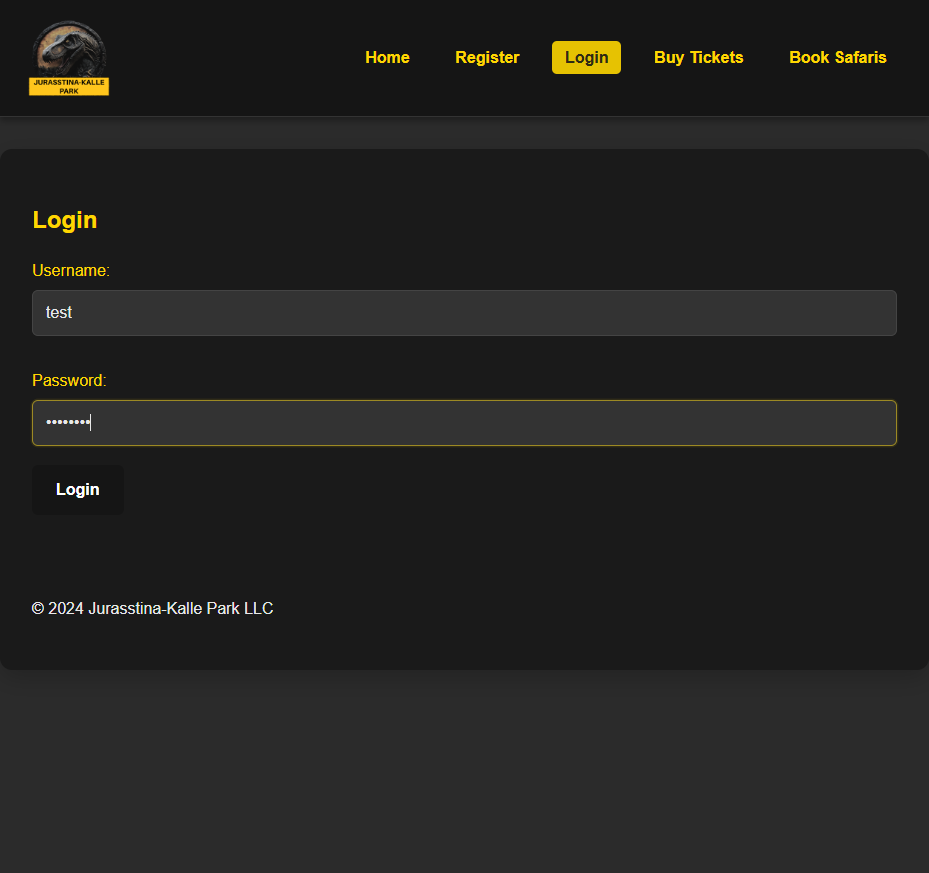 JURASSTINA-KALLE
PARK
Home
Register
Login
Buy Tickets
Book Safaris
Login
Username:
test
Password:
••••••••
Login
© 2024 Jurasstina-Kalle Park LLC